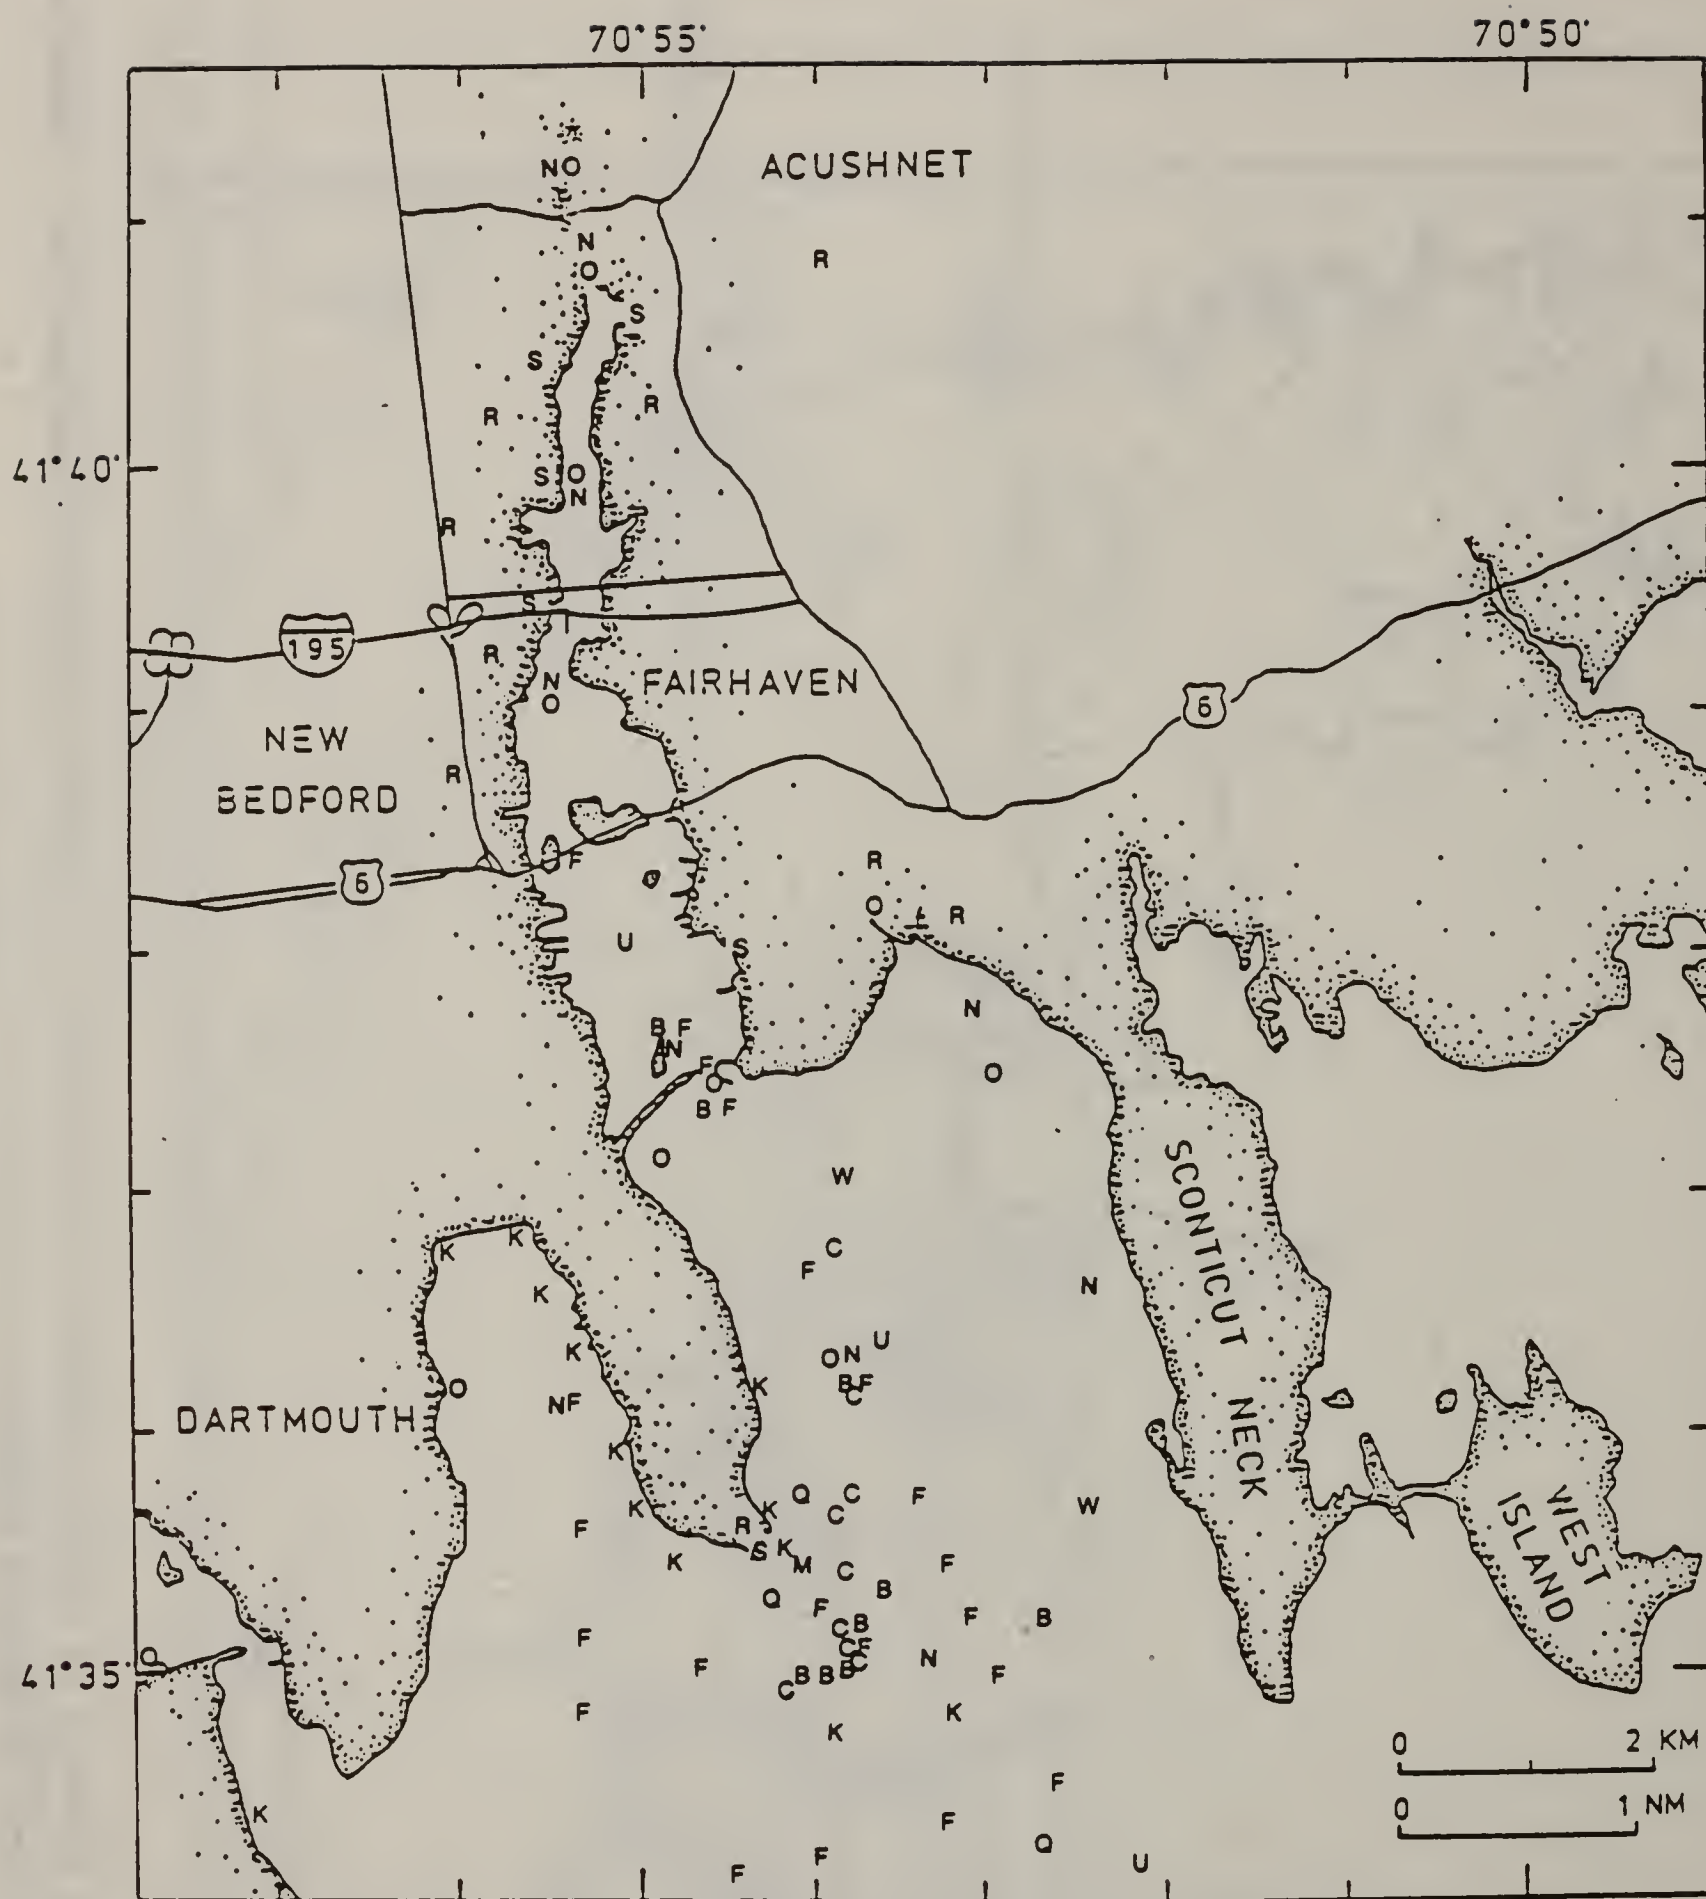 70°55' 70°50'
ACUSHNET
NO
N
R
O
S
S
R
R
41°40'
S O
N
R
S
195
R
N
O
FAIRHAVEN
6
NEW
BEDFORD
R
F
R
6
O
R
U
S
N
B F
N
F
O
O
B F
O
W
K K
C
F
SCONTICUT
NECK
K
N
K
U
O N
B F
C
K
O
N F
DARTMOUTH
K
Q C F
K K C
W
R
F
S K
K M C F
WEST
ISLAND
Q B
F
F B
C B
F
C F
C
N
O
41°35'
F B B B F
C
F K
K
0 2 KM
F
0 1 NM
K
F
Q
F F U